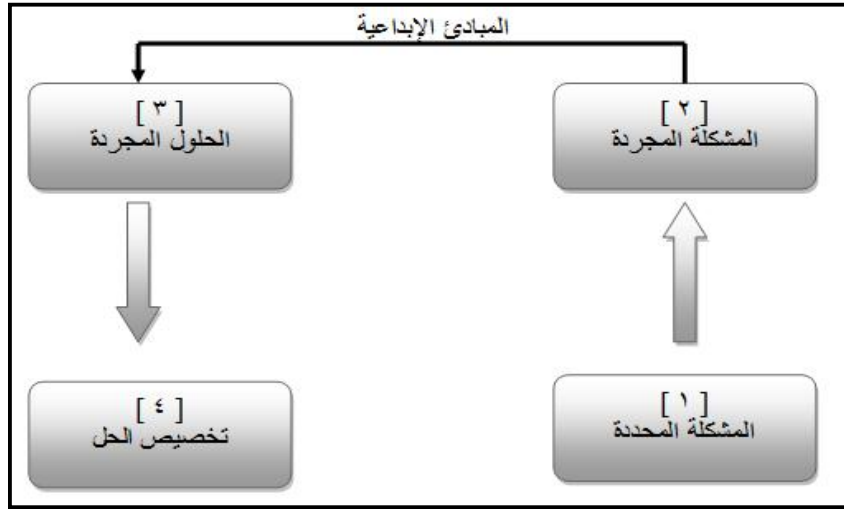 المبادئ الإبداعية
[ ٢ ]
المشكلة المجردة
[ ٣ ]
الحلول المجردة
[ ١ ]
المشكلة المحددة
[ ٤ ]
تخصيص الحل